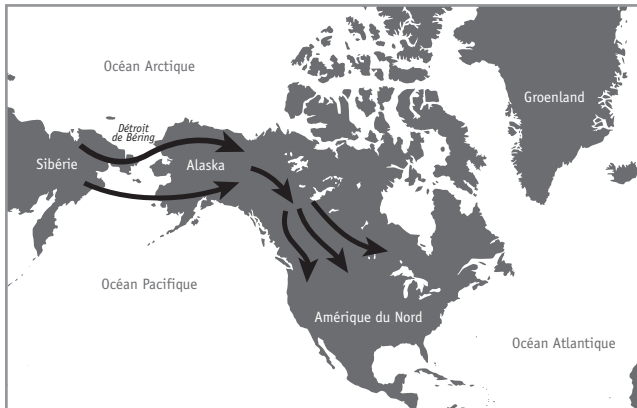 Océan Arctique
Groenland
Détroit
de Béring
Sibérie
Alaska
Océan Pacifique
Amérique du Nord
Océan Atlantique